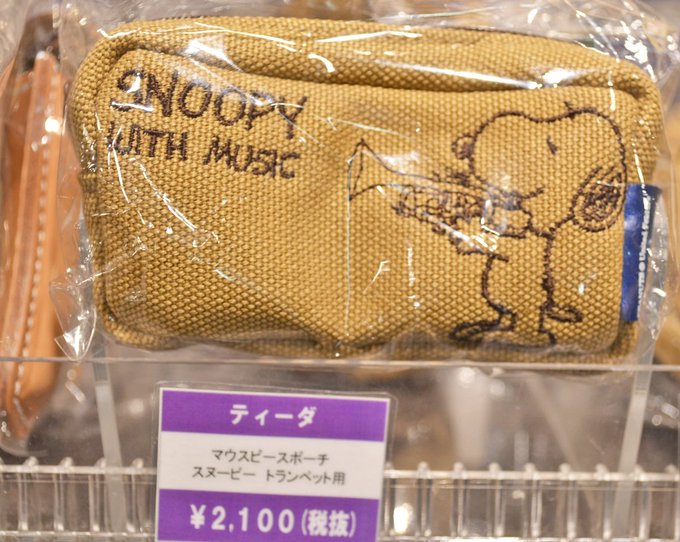 SNOOPY
WITH MUSIC
ティーダ
マウスピースポーチ
スヌーピー トランペット用
¥2,100(税抜)